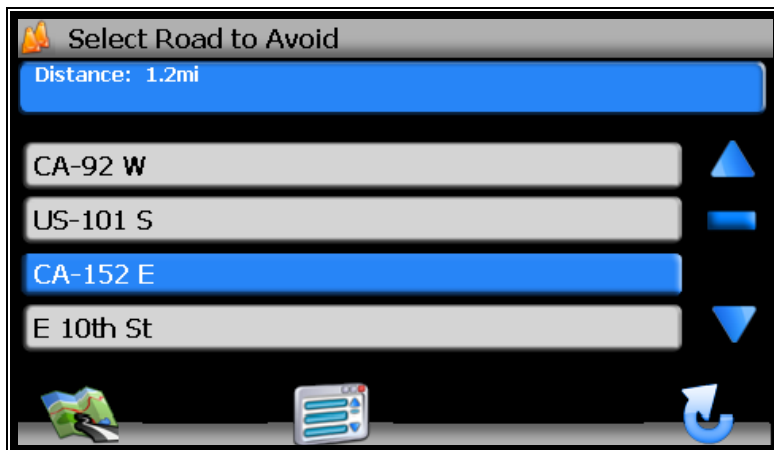 Select Road to Avoid
Distance: 1.2mi
CA-92 W
US-101 S
CA-152 E
E 10th St